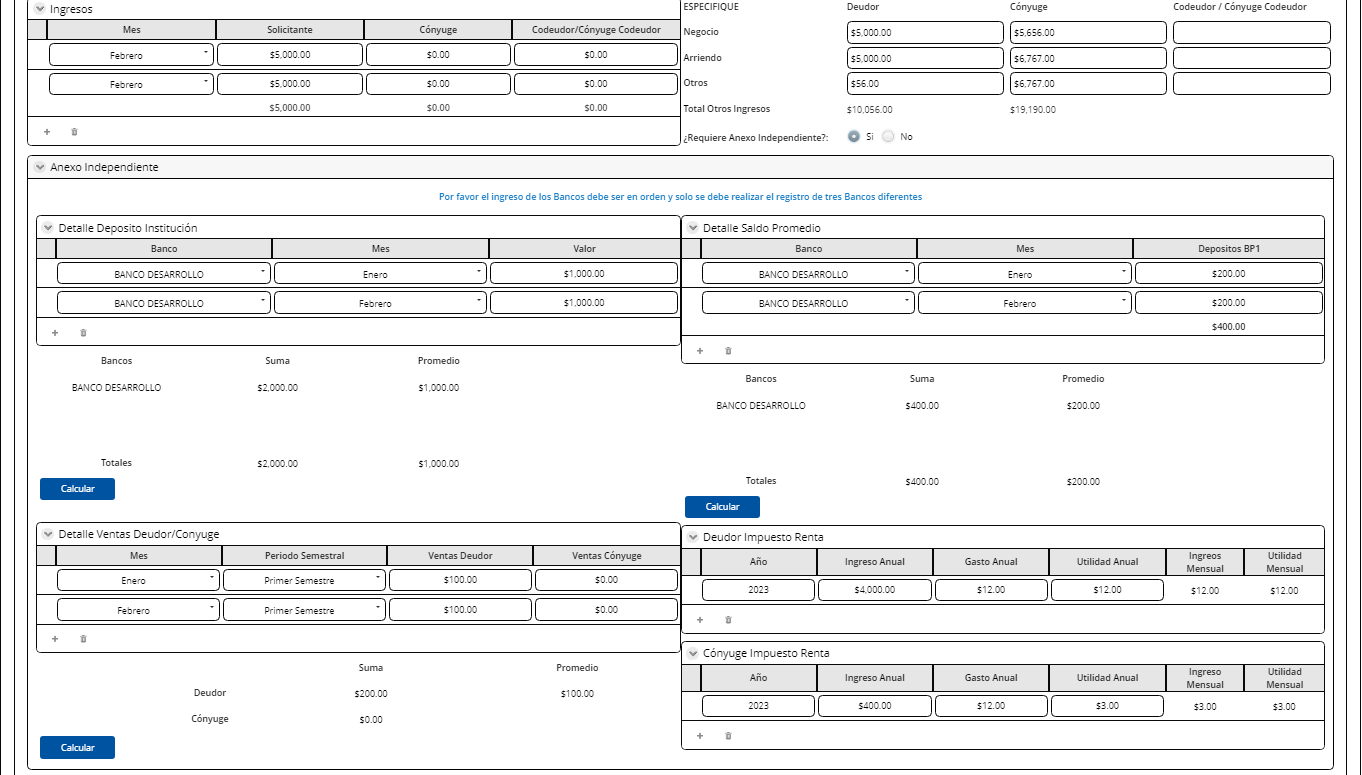 Ingresos
Mes Solicitante Cónyuge Codeudor/Cónyuge Codeudor
Febrero $5,000.00 $0.00 $0.00
Febrero $5,000.00 $0.00 $0.00
$5,000.00 $0.00 $0.00
ESPECIFIQUE Deudor Cónyuge Codeudor / Cónyuge Codeudor
Negocio $5,000.00 $5,656.00
Arriendo $5,000.00 $6,767.00
Otros $56.00 $6,767.00
Total Otros Ingresos $10,056.00 $19,190.00
¿Requiere Anexo Independiente?: Si No
Anexo Independiente
Por favor el ingreso de los Bancos debe ser en orden y solo se debe realizar el registro de tres Bancos diferentes
Detalle Deposito Institución
Banco Mes Valor
BANCO DESARROLLO Enero $1,000.00
BANCO DESARROLLO Febrero $1,000.00
Bancos Suma Promedio
BANCO DESARROLLO $2,000.00 $1,000.00
Totales $2,000.00 $1,000.00
Calcular
Detalle Saldo Promedio
Banco Mes Depositos BP1
BANCO DESARROLLO Enero $200.00
BANCO DESARROLLO Febrero $200.00
$400.00
Bancos Suma Promedio
BANCO DESARROLLO $400.00 $200.00
Totales $400.00 $200.00
Calcular
Detalle Ventas Deudor/Conyuge
Mes Periodo Semestral Ventas Deudor Ventas Cónyuge
Enero Primer Semestre $100.00 $0.00
Febrero Primer Semestre $100.00 $0.00
Suma Promedio
Deudor $200.00 $100.00
Cónyuge $0.00
Calcular
Deudor Impuesto Renta
Año Ingreso Anual Gasto Anual Utilidad Anual Ingreos Mensual Utilidad Mensual
2023 $4,000.00 $12.00 $12.00 $12.00 $12.00
Cónyuge Impuesto Renta
Año Ingreso Anual Gasto Anual Utilidad Anual Ingreso Mensual Utilidad Mensual
2023 $400.00 $12.00 $3.00 $3.00 $3.00